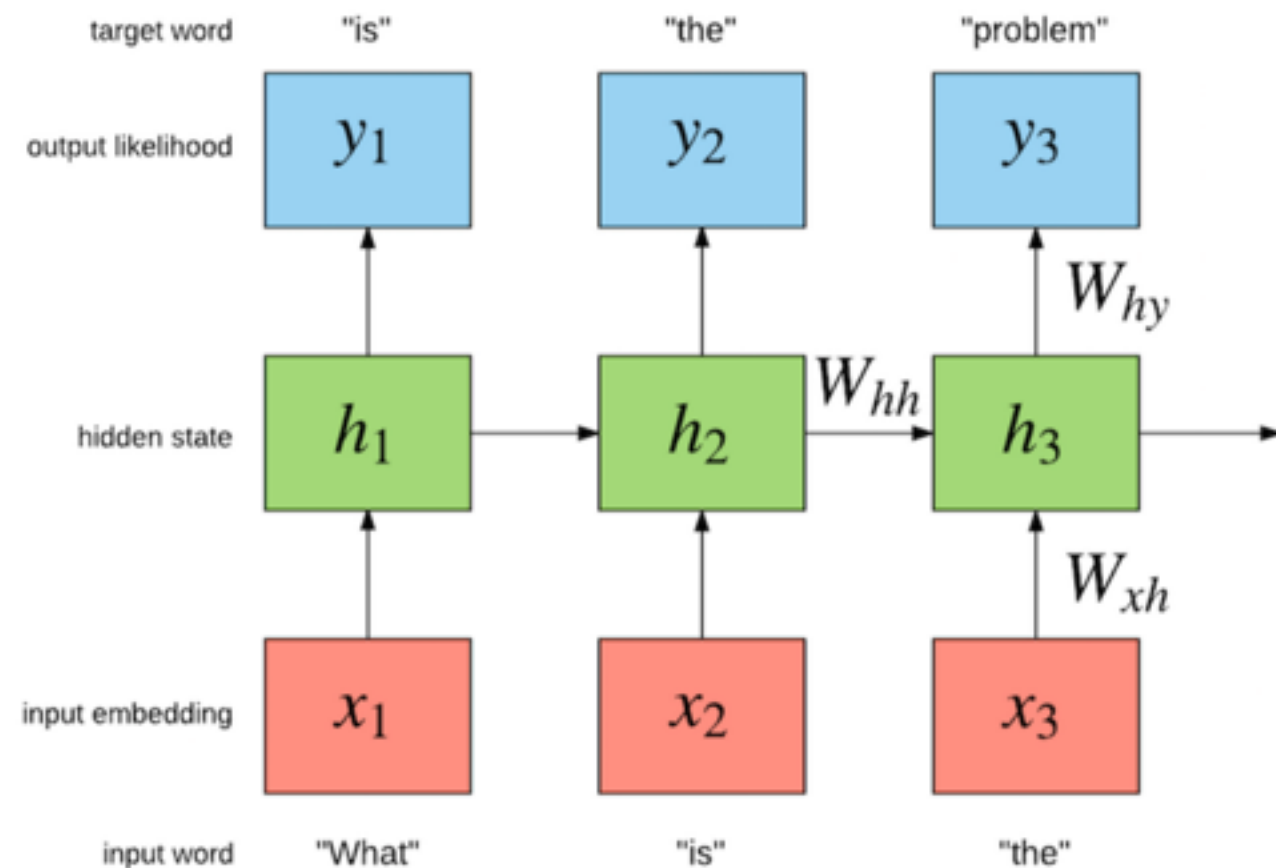 target word "is" "the" "problem"
output likelihood y₁ y₂ y₃
W_hy
W_hh
hidden state h₁ h₂ h₃
W_xh
input embedding x₁ x₂ x₃
input word "What" "is" "the"